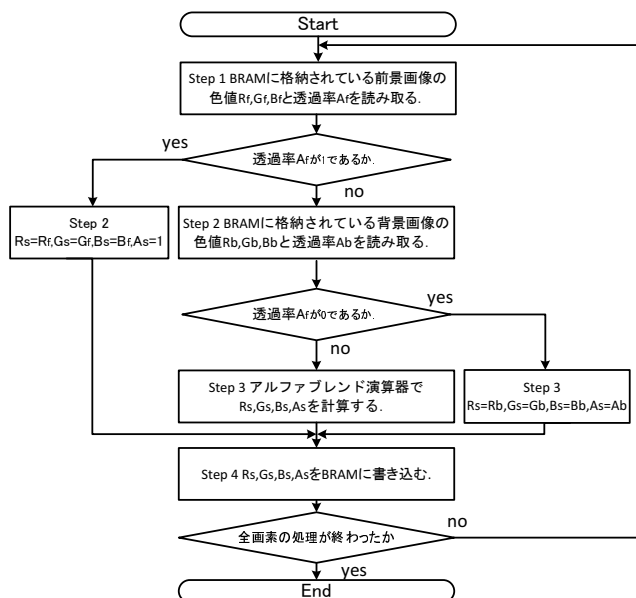 Start
Step 1 BRAMに格納されている前景画像の
色値Rf,Gf,Bfと透過率Afを読み取る.
yes
透過率Afが1であるか.
no
Step 2
Rs=Rf,Gs=Gf,Bs=Bf,As=1
Step 2 BRAMに格納されている背景画像の
色値Rb,Gb,Bbと透過率Abを読み取る.
yes
透過率Afが0であるか.
no
Step 3 アルファブレンド演算器で
Rs,Gs,Bs,Asを計算する.
Step 3
Rs=Rb,Gs=Gb,Bs=Bb,As=Ab
Step 4 Rs,Gs,Bs,AsをBRAMに書き込む.
no
全画素の処理が終わったか
yes
End